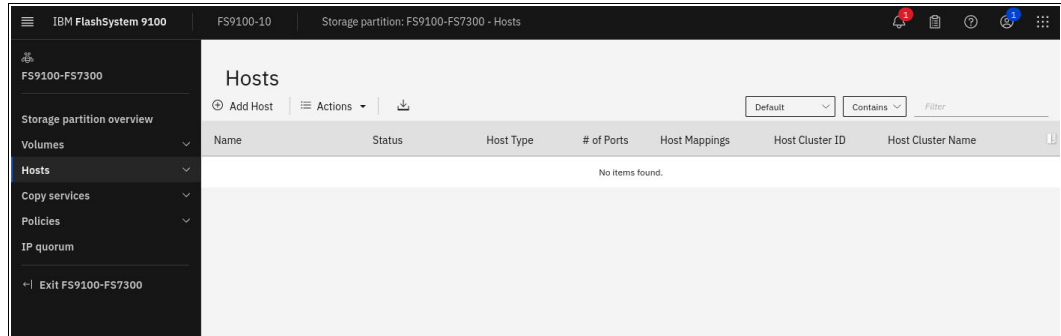 IBM FlashSystem 9100 FS9100-10 Storage partition: FS9100-FS7300 - Hosts 1 1
FS9100-FS7300
Storage partition overview
Volumes
Hosts
Copy services
Policies
IP quorum
Exit FS9100-FS7300
Hosts
Add Host Actions Default Contains Filter
Name Status Host Type # of Ports Host Mappings Host Cluster ID Host Cluster Name
No items found.